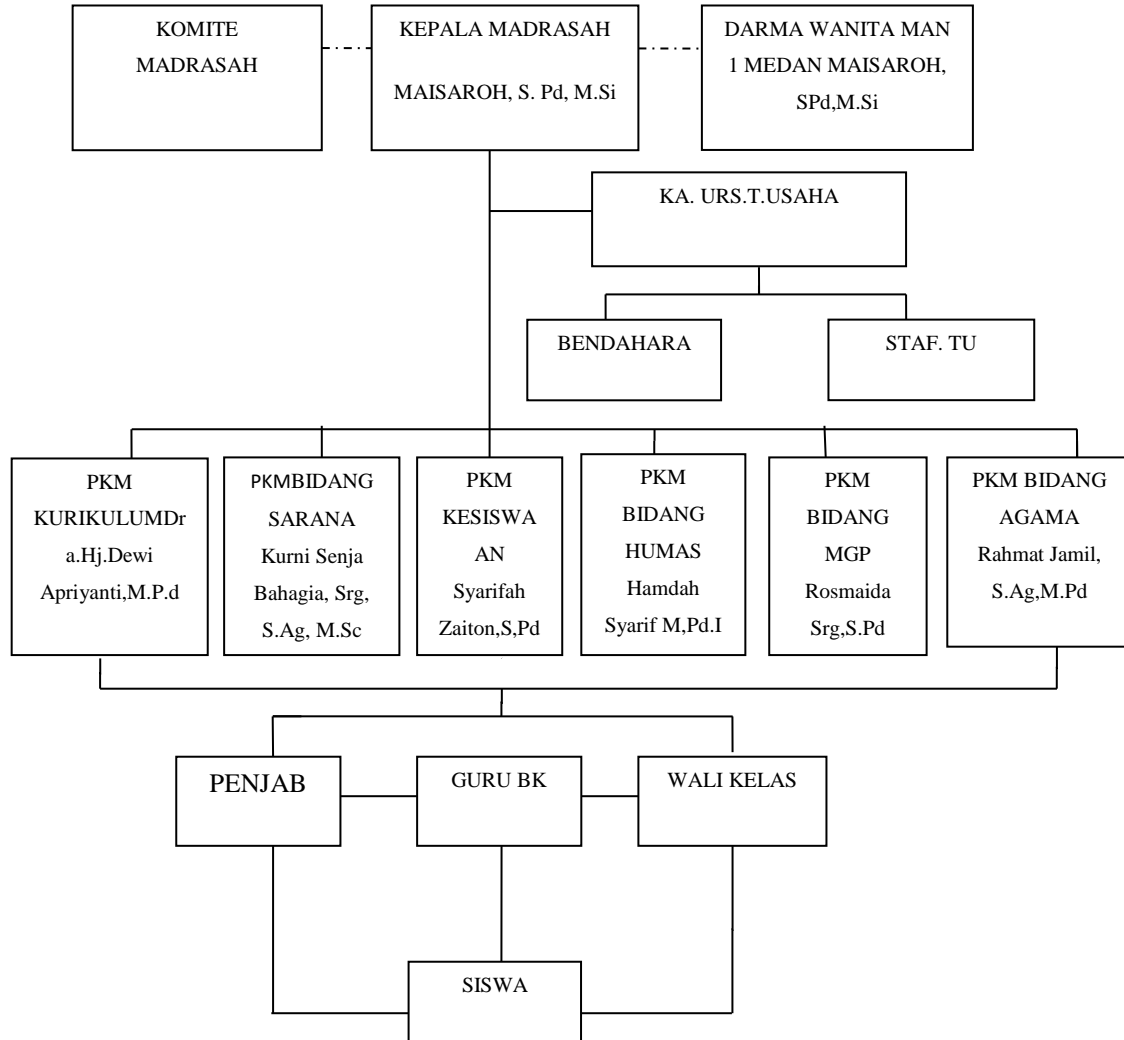 KOMITE
MADRASAH
KEPALA MADRASAH
MAISAROH, S. Pd, M.Si
DARMA WANITA MAN
1 MEDAN MAISAROH,
SPd,M.Si
KA. URS.T.USAHA
BENDAHARA
STAF. TU
PKM
KURIKULUMDr
a.Hj.Dewi
Apriyanti,M.P.d
PKMBIDANG
SARANA
Kurni Senja
Bahagia, Srg,
S.Ag, M.Sc
PKM
KESISWA
AN
Syarifah
Zaiton,S,Pd
PKM
BIDANG
HUMAS
Hamdah
Syarif M,Pd.I
PKM
BIDANG
MGP
Rosmaida
Srg,S.Pd
PKM BIDANG
AGAMA
Rahmat Jamil,
S.Ag,M.Pd
PENJAB
GURU BK
WALI KELAS
SISWA